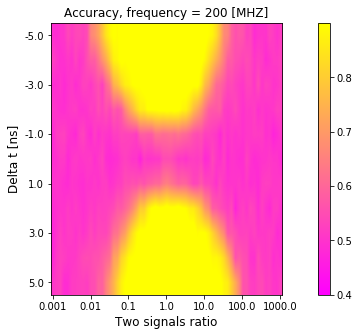 Accuracy, frequency = 200 [MHZ]
Delta t [ns]
-5.0
-3.0
-1.0
1.0
3.0
5.0
0.001 0.01 0.1 1.0 10.0 100.0 1000.0
Two signals ratio
0.8
0.7
0.6
0.5
0.4